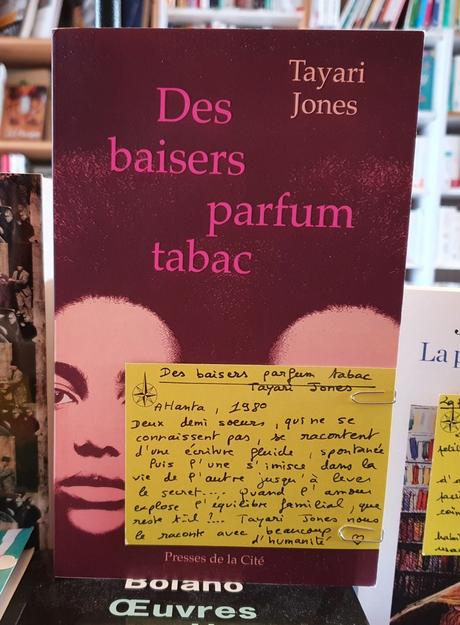 Tayari
Jones
Des
baisers
parfum
tabac
Des baisers parfum tabac
Tayari Jones
Atlanta, 1980
Deux demi soeurs, qui ne se
connaissent pas, se racontent
d'une écriture fluide, spontanée
Puis l'une s'imisce dans la
vie de l'autre jusqu'à lever
le secret.... Quand l'amour
explose l'équilibre familial, que
reste t-il !... Tayari Jones nous
le raconte avec beaucoup
d'humanité
Presses de la Cité
Bolaño
Œuvres
La p